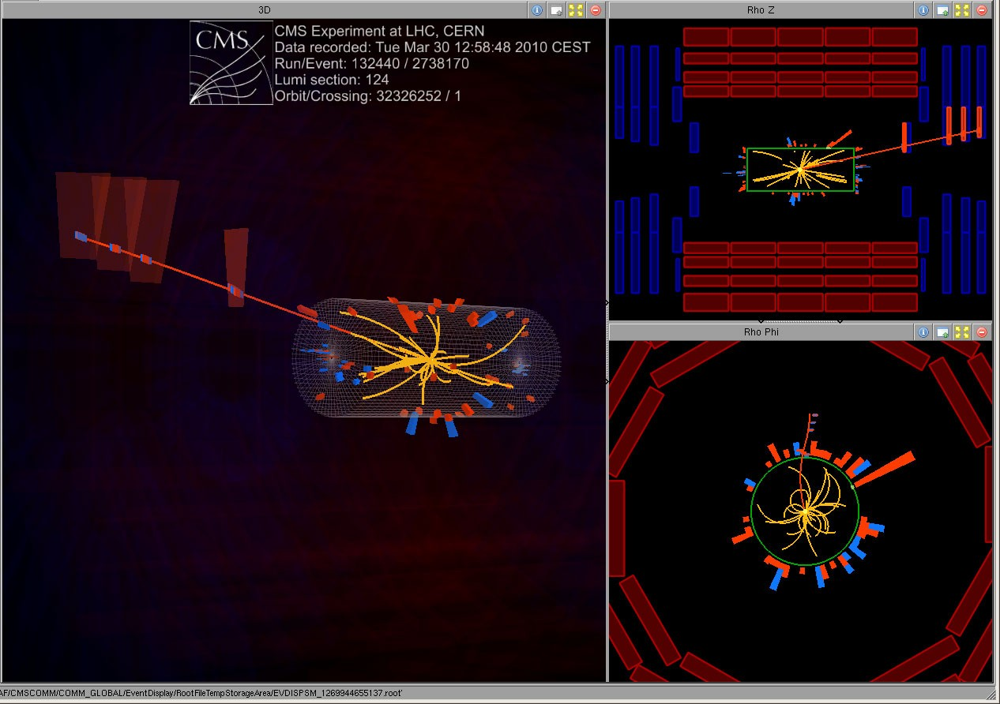 3D
CMS
CMS Experiment at LHC, CERN
Data recorded: Tue Mar 30 12:58:48 2010 CEST
Run/Event: 132440 / 2738170
Lumi section: 124
Orbit/Crossing: 32326252 / 1
Rho Z
Rho Phi
AF/CMSCOMM/COMM_GLOBAL/EventDisplay/RootFileTempStorageArea/EVDISPSM_1269944655137.root'